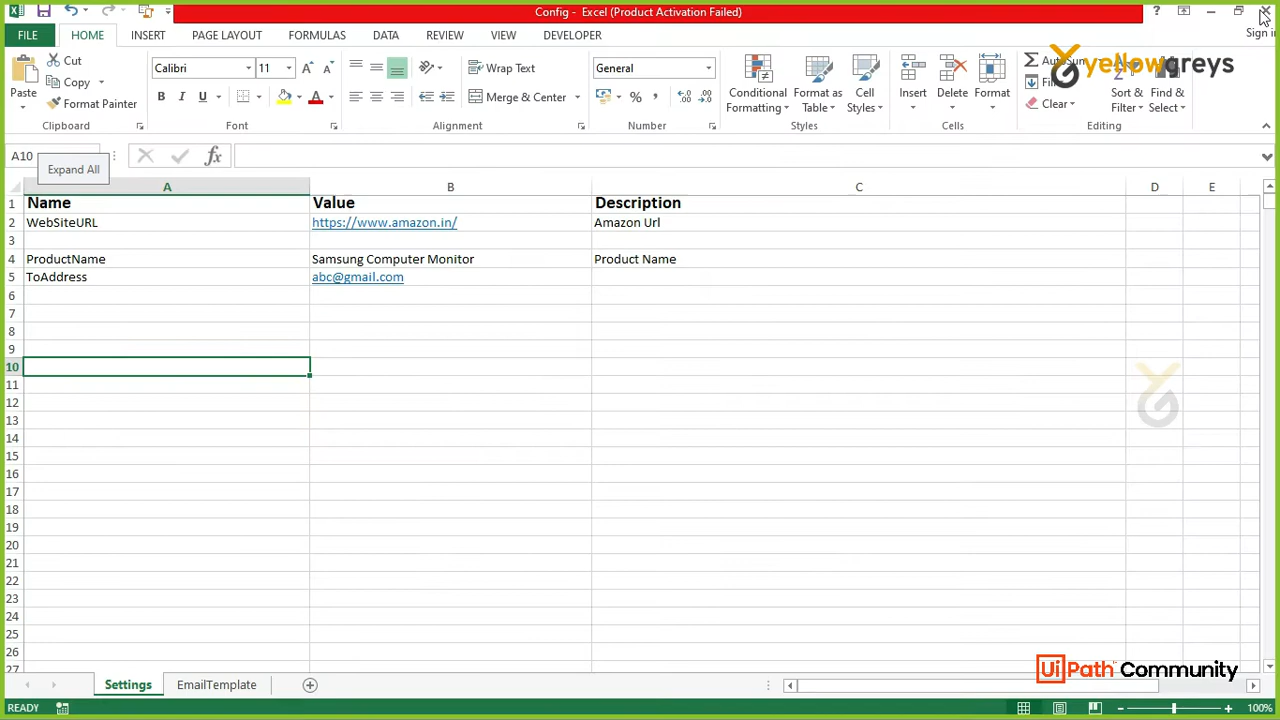 Config - Excel (Product Activation Failed)
?
Sign in
FILE HOME INSERT PAGE LAYOUT FORMULAS DATA REVIEW VIEW DEVELOPER
yellowgreys
Cut
Copy
Format Painter
Paste
Clipboard
Calibri 11
B I U
Font
Wrap Text
Merge & Center
Alignment
General
%
Number
Conditional Formatting
Format as Table
Cell Styles
Styles
Insert
Delete
Format
Cells
AutoSum
Clear
Sort & Filter
Find & Select
Editing
A10
fx
Expand All
A B C D E
1 Name Value Description
2 WebSiteURL https://www.amazon.in/ Amazon Url
3
4 ProductName Samsung Computer Monitor Product Name
5 ToAddress abc@gmail.com
6
7
8
9
10
11
12
13
14
15
16
17
18
19
20
21
22
23
24
25
26
27
UiPath Community
Settings EmailTemplate
READY
100%